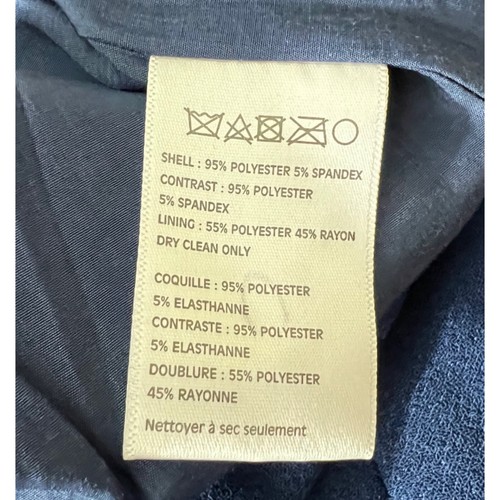 SHELL : 95% POLYESTER 5% SPANDEX
CONTRAST : 95% POLYESTER
5% SPANDEX
LINING : 55% POLYESTER 45% RAYON
DRY CLEAN ONLY
COQUILLE : 95% POLYESTER
5% ELASTHANNE
CONTRASTE : 95% POLYESTER
5% ELASTHANNE
DOUBLURE : 55% POLYESTER
45% RAYONNE
Nettoyer à sec seulement